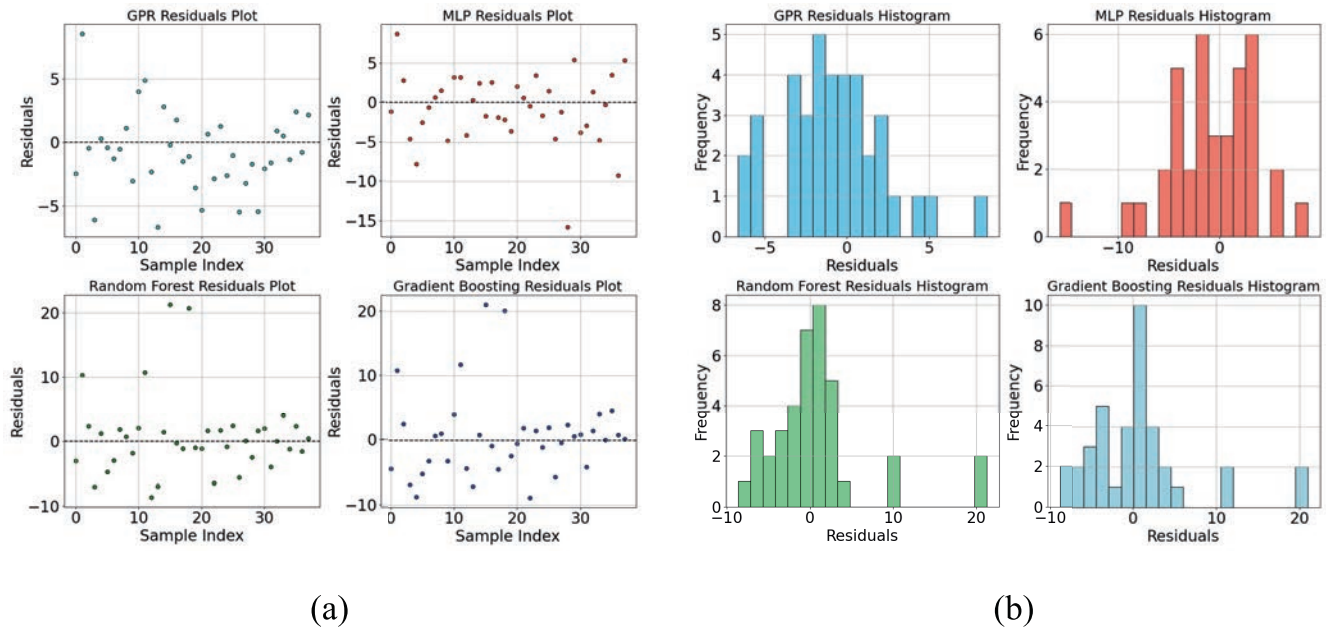 GPR Residuals Plot
Residuals
5
0
−5
0 10 20 30
Sample Index
MLP Residuals Plot
Residuals
5
0
−5
−10
−15
0 10 20 30
Sample Index
Random Forest Residuals Plot
Residuals
20
10
0
−10
0 10 20 30
Sample Index
Gradient Boosting Residuals Plot
Residuals
20
10
0
−10
0 10 20 30
Sample Index
(a)
GPR Residuals Histogram
Frequency
5
4
3
2
1
0
−5 0 5
Residuals
MLP Residuals Histogram
Frequency
6
4
2
0
−10 0
Residuals
Random Forest Residuals Histogram
Frequency
8
6
4
2
0
−10 0 10 20
Residuals
Gradient Boosting Residuals Histogram
Frequency
10
8
6
4
2
0
−10 0 10 20
Residuals
(b)